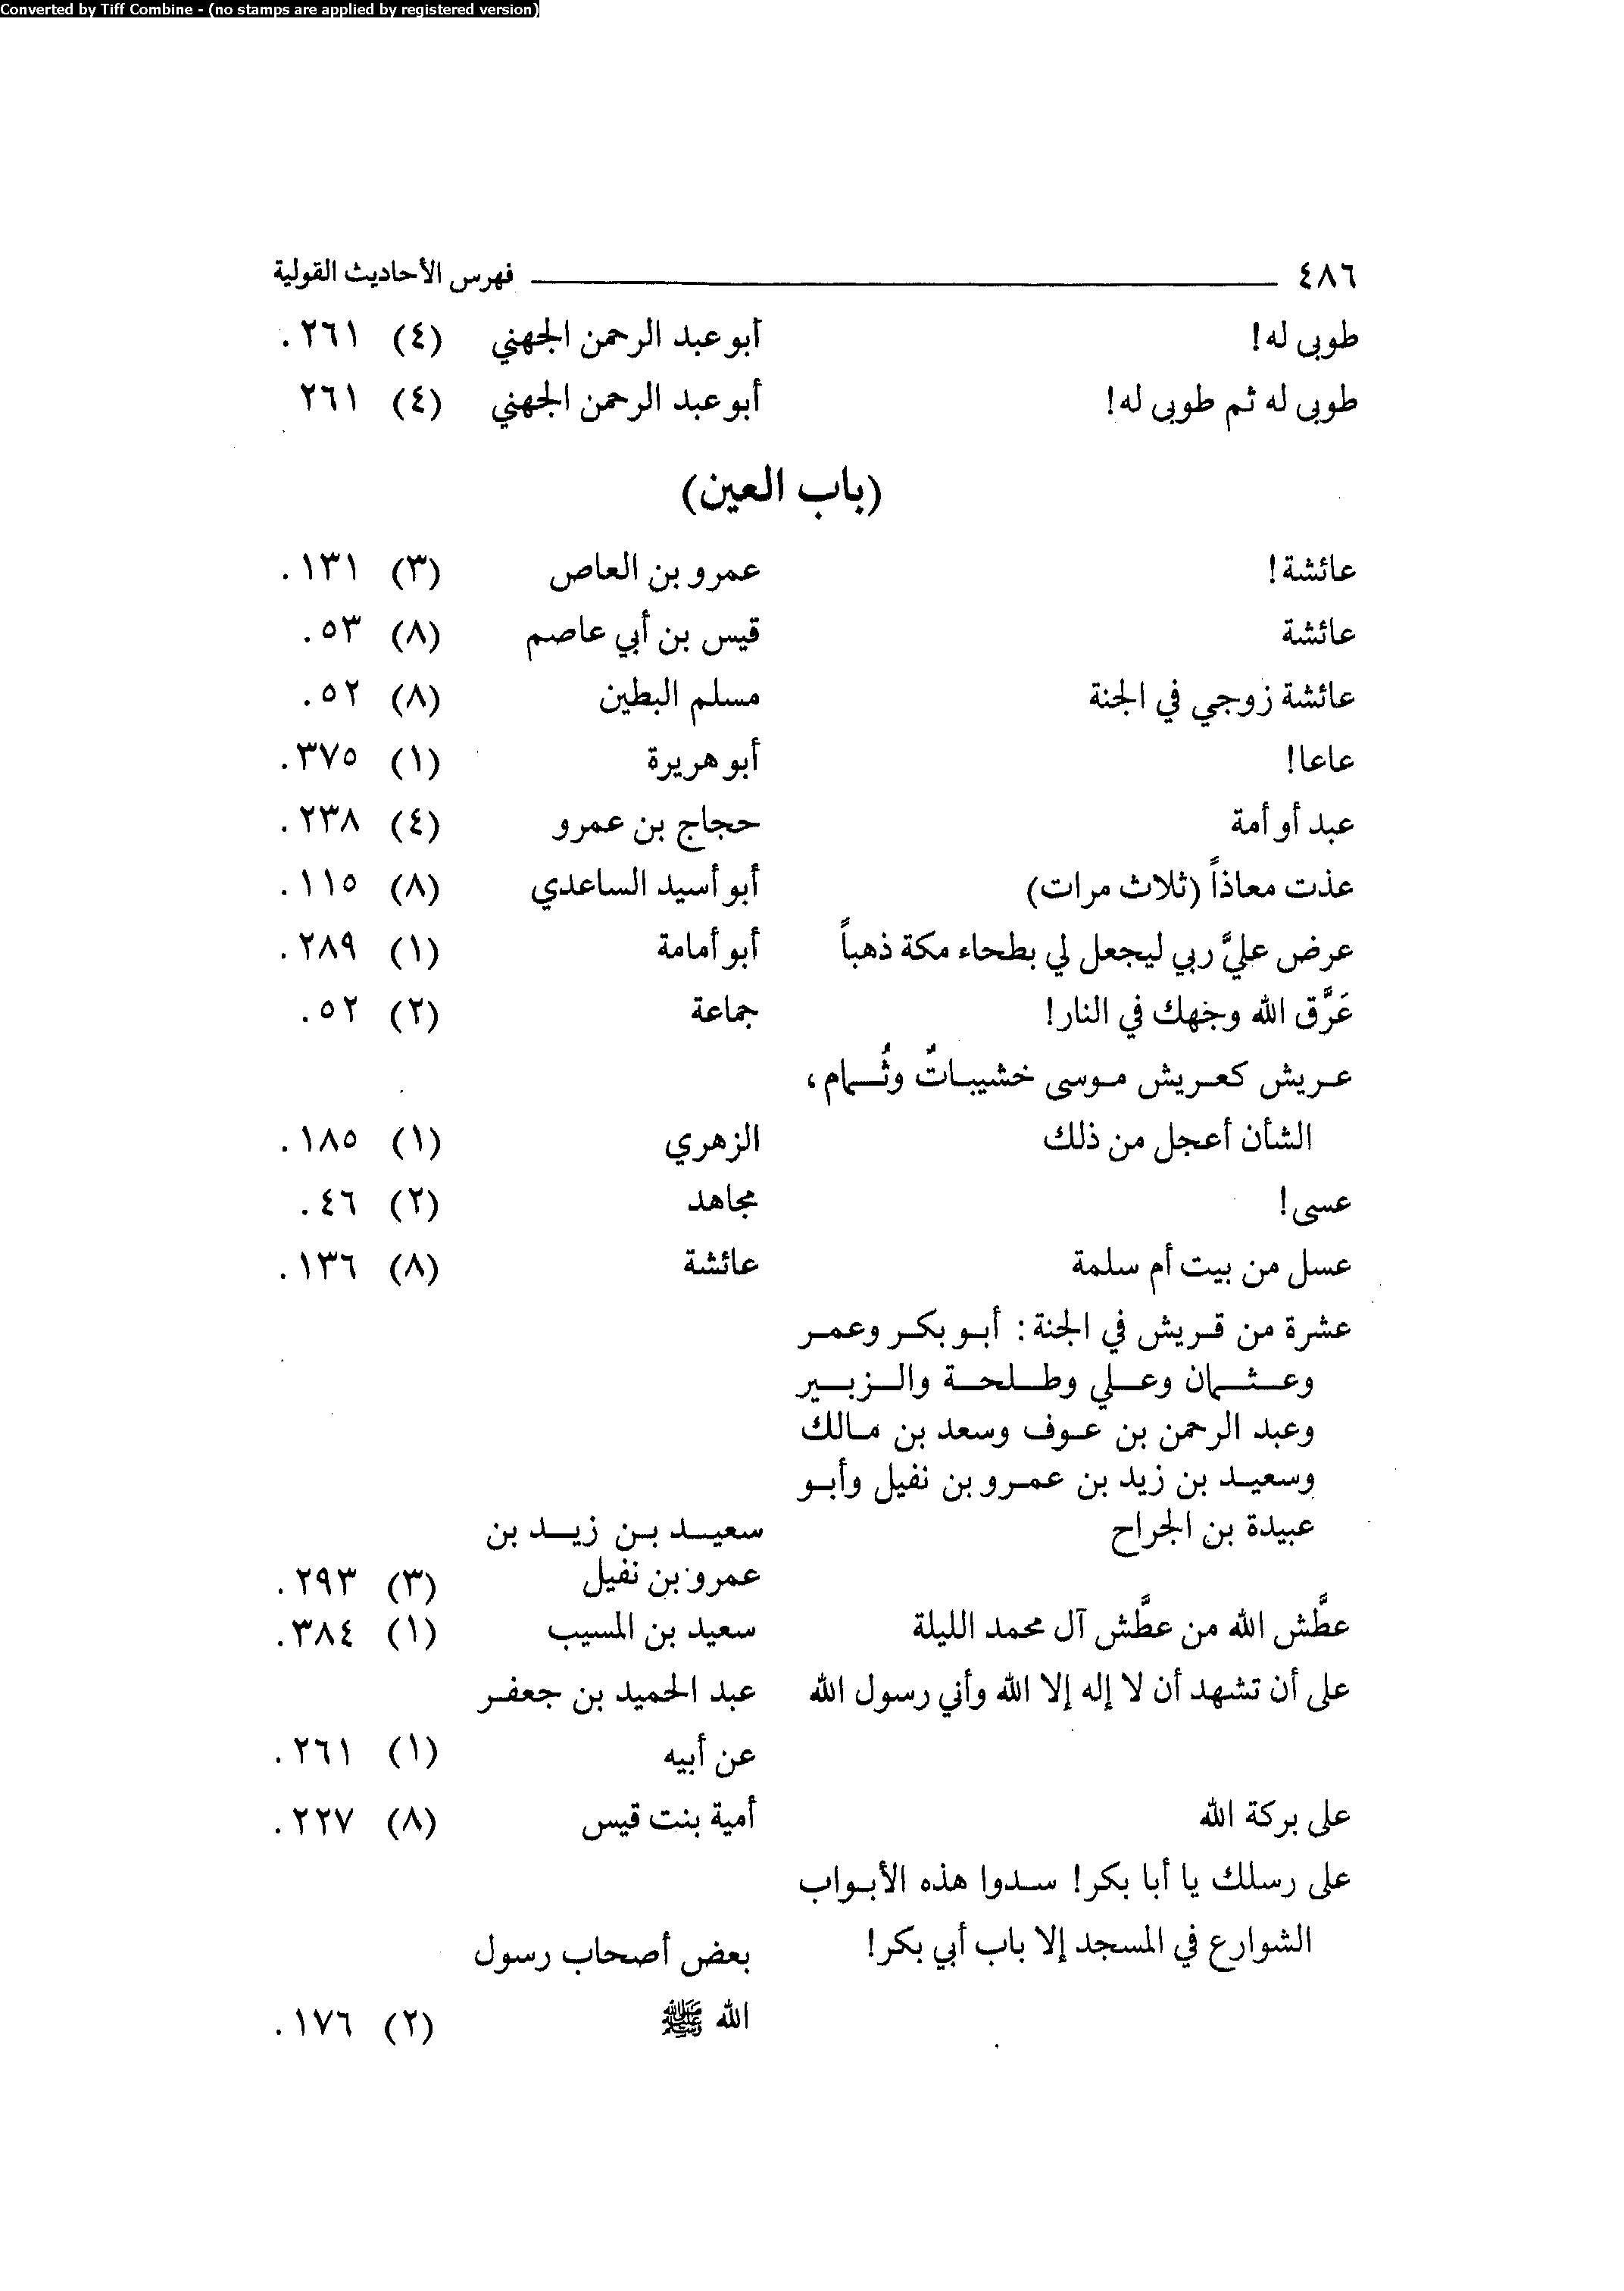 Converted by Tiff Combine - (no stamps are applied by registered version)
٤٨٦ فهرس الأحاديث القولية
طوبى له! أبو عبد الرحمن الجهني (٤) ٢٦١.
طوبى له ثم طوبى له! أبو عبد الرحمن الجهني (٤) ٢٦١
(باب العين)
عائشة! عمرو بن العاص (٣) ١٣١.
عائشة قيس بن أبي عاصم (٨) ٥٣.
عائشة زوجي في الجنة مسلم البطين (٨) ٥٢.
عاعا! أبو هريرة (١) ٣٧٥.
عبد أو أمة حجاج بن عمرو (٤) ٢٣٨.
عذت معاذاً (ثلاث مرات) أبو أسيد الساعدي (٨) ١١٥.
عرض عليَّ ربي ليجعل لي بطحاء مكة ذهباً أبو أمامة (١) ٢٨٩.
عَرَّق الله وجهك في النار! جماعة (٢) ٥٢.
عريش كعريش موسى خشيباتٌ وثُمام،
الشأن أعجل من ذلك الزهري (١) ١٨٥.
عسى! مجاهد (٢) ٤٦.
عسل من بيت أم سلمة عائشة (٨) ١٣٦.
عشرة من قريش في الجنة: أبو بكر وعمر
وعثمان وعلي وطلحة والزبير
وعبد الرحمن بن عوف وسعد بن مالك
وسعيد بن زيد بن عمرو بن نفيل وأبو
عبيدة بن الجراح سعيد بن زيد بن
عمرو بن نفيل (٣) ٢٩٣.
عطَّش الله من عطَّش آل محمد الليلة سعيد بن المسيب (١) ٣٨٤.
على أن تشهد أن لا إله إلا الله وأني رسول الله عبد الحميد بن جعفر
عن أبيه (١) ٢٦١.
على بركة الله أمية بنت قيس (٨) ٢٢٧.
على رسلك يا أبا بكر! سدوا هذه الأبواب
الشوارع في المسجد إلا باب أبي بكر! بعض أصحاب رسول
الله ﷺ (٢) ١٧٦.